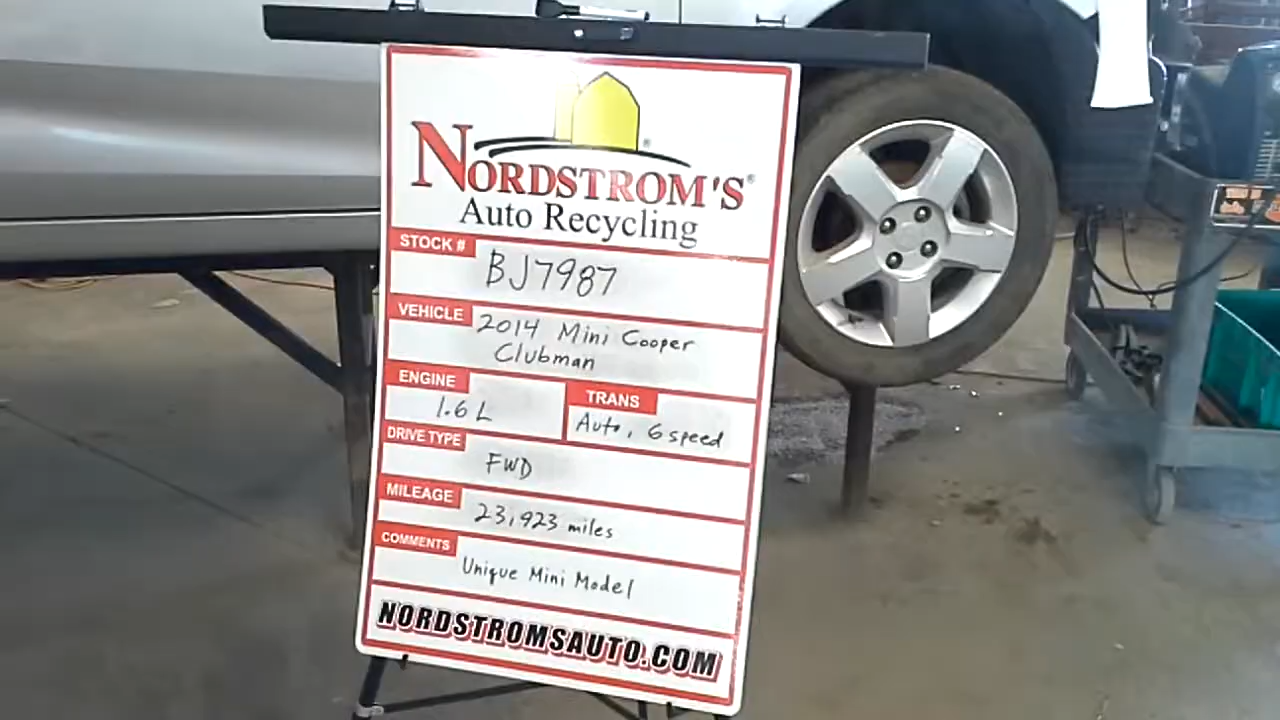 NORDSTROM'S®
Auto Recycling
STOCK #
BJ7987
VEHICLE
2014 Mini Cooper
Clubman
ENGINE
1.6 L
TRANS
Auto, 6 speed
DRIVE TYPE
FWD
MILEAGE
23,923 miles
COMMENTS
Unique Mini Model
NORDSTROMSAUTO.COM